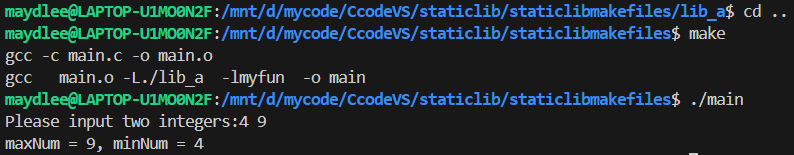 maydlee@LAPTOP-U1MO0N2F:/mnt/d/mycode/CcodeVS/staticlib/staticlibmakefiles/lib_a$ cd ..
maydlee@LAPTOP-U1MO0N2F:/mnt/d/mycode/CcodeVS/staticlib/staticlibmakefiles$ make
gcc -c main.c -o main.o
gcc   main.o -L./lib_a  -lmyfun  -o main
maydlee@LAPTOP-U1MO0N2F:/mnt/d/mycode/CcodeVS/staticlib/staticlibmakefiles$ ./main
Please input two integers:4 9
maxNum = 9, minNum = 4